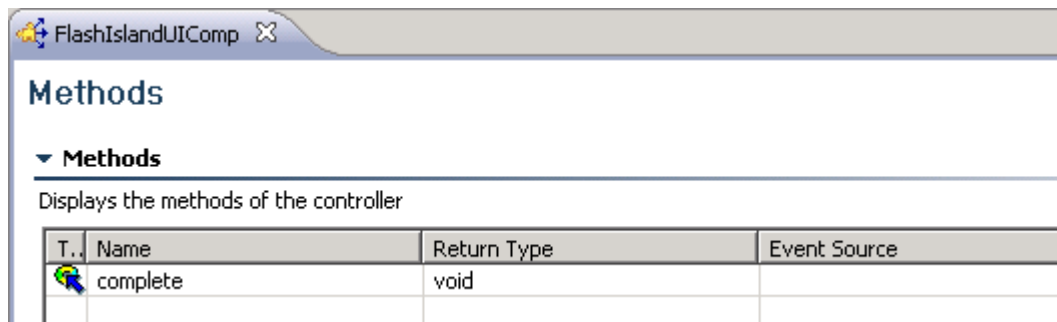 FlashIslandUIComp
Methods
Methods
Displays the methods of the controller
T.. Name Return Type Event Source
complete void